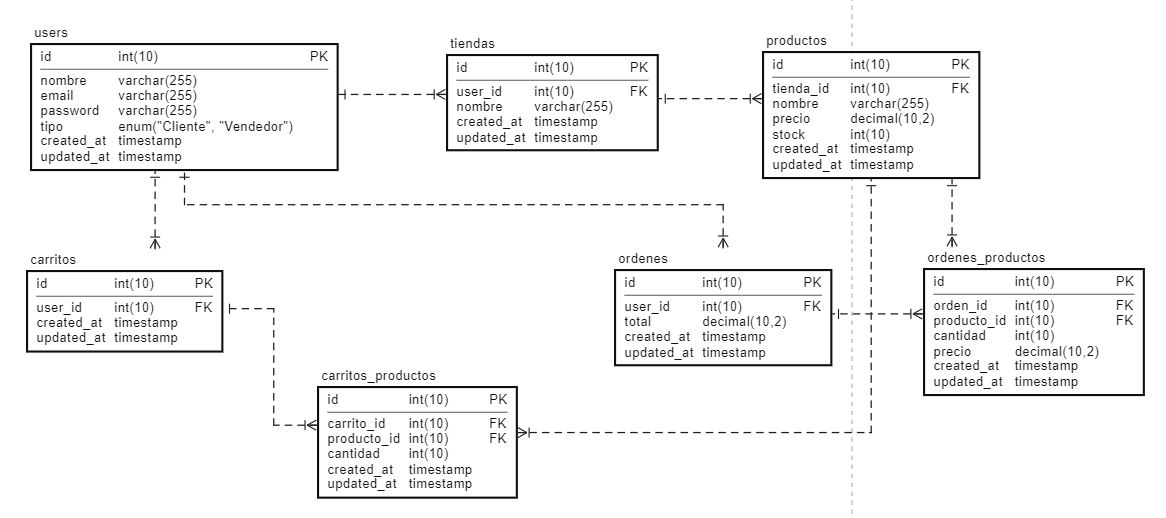 users
id int(10) PK
nombre varchar(255)
email varchar(255)
password varchar(255)
tipo enum("Cliente", "Vendedor")
created_at timestamp
updated_at timestamp
tiendas
id int(10) PK
user_id int(10) FK
nombre varchar(255)
created_at timestamp
updated_at timestamp
productos
id int(10) PK
tienda_id int(10) FK
nombre varchar(255)
precio decimal(10,2)
stock int(10)
created_at timestamp
updated_at timestamp
carritos
id int(10) PK
user_id int(10) FK
created_at timestamp
updated_at timestamp
ordenes
id int(10) PK
user_id int(10) FK
total decimal(10,2)
created_at timestamp
updated_at timestamp
ordenes_productos
id int(10) PK
orden_id int(10) FK
producto_id int(10) FK
cantidad int(10)
precio decimal(10,2)
created_at timestamp
updated_at timestamp
carritos_productos
id int(10) PK
carrito_id int(10) FK
producto_id int(10) FK
cantidad int(10)
created_at timestamp
updated_at timestamp